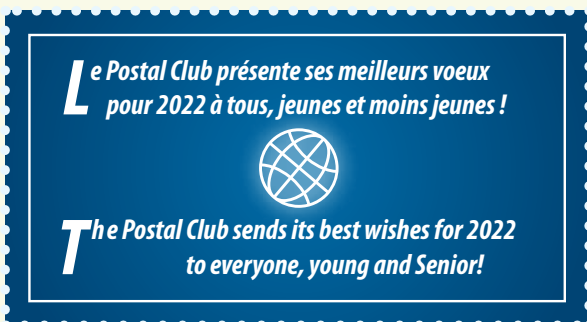 Le Postal Club présente ses meilleurs voeux
pour 2022 à tous, jeunes et moins jeunes !
The Postal Club sends its best wishes for 2022
to everyone, young and Senior!